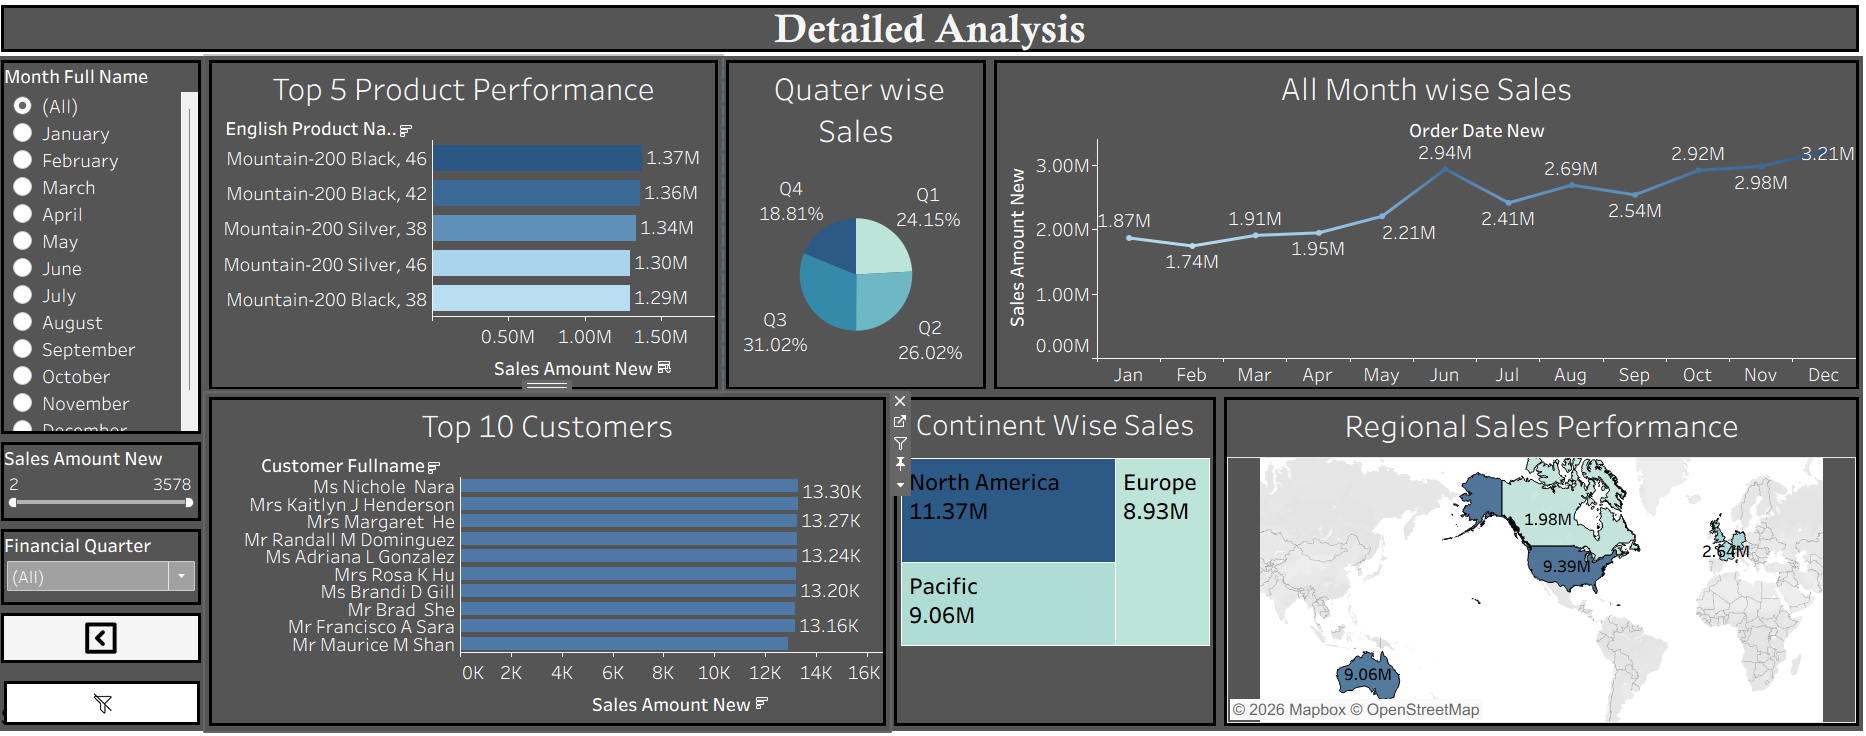 Detailed Analysis
Month Full Name
(All)
January
February
March
April
May
June
July
August
September
October
November
December
Sales Amount New
2 3578
Financial Quarter
(All)
Top 5 Product Performance
English Product Na..
Mountain-200 Black, 46 1.37M
Mountain-200 Black, 42 1.36M
Mountain-200 Silver, 38 1.34M
Mountain-200 Silver, 46 1.30M
Mountain-200 Black, 38 1.29M
0.50M 1.00M 1.50M
Sales Amount New
Quater wise
Sales
Q4
18.81%
Q1
24.15%
Q3
31.02%
Q2
26.02%
All Month wise Sales
Order Date New
Sales Amount New
3.00M
2.00M
1.00M
0.00M
1.87M
1.74M
1.91M
1.95M
2.21M
2.94M
2.41M
2.69M
2.54M
2.92M
2.98M
3.21M
Jan Feb Mar Apr May Jun Jul Aug Sep Oct Nov Dec
Top 10 Customers
Customer Fullname
Ms Nichole Nara 13.30K
Mrs Kaitlyn J Henderson
Mrs Margaret He 13.27K
Mr Randall M Dominguez
Ms Adriana L Gonzalez 13.24K
Mrs Rosa K Hu
Ms Brandi D Gill 13.20K
Mr Brad She
Mr Francisco A Sara 13.16K
Mr Maurice M Shan
0K 2K 4K 6K 8K 10K 12K 14K 16K
Sales Amount New
Continent Wise Sales
North America
11.37M
Europe
8.93M
Pacific
9.06M
Regional Sales Performance
1.98M
2.64M
9.39M
9.06M
© 2026 Mapbox © OpenStreetMap